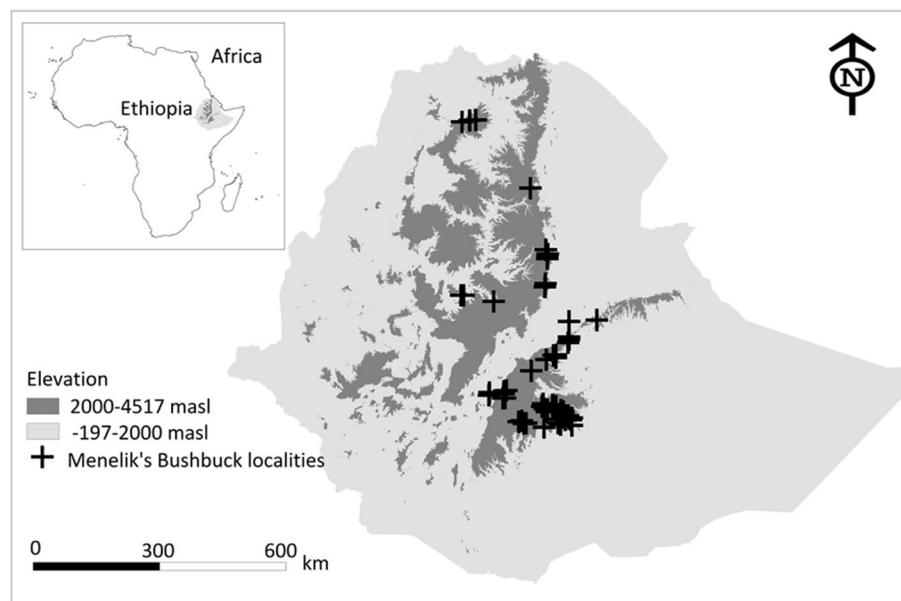 Africa
Ethiopia
N
Elevation
2000-4517 masl
-197-2000 masl
Menelik's Bushbuck localities
0 300 600
km